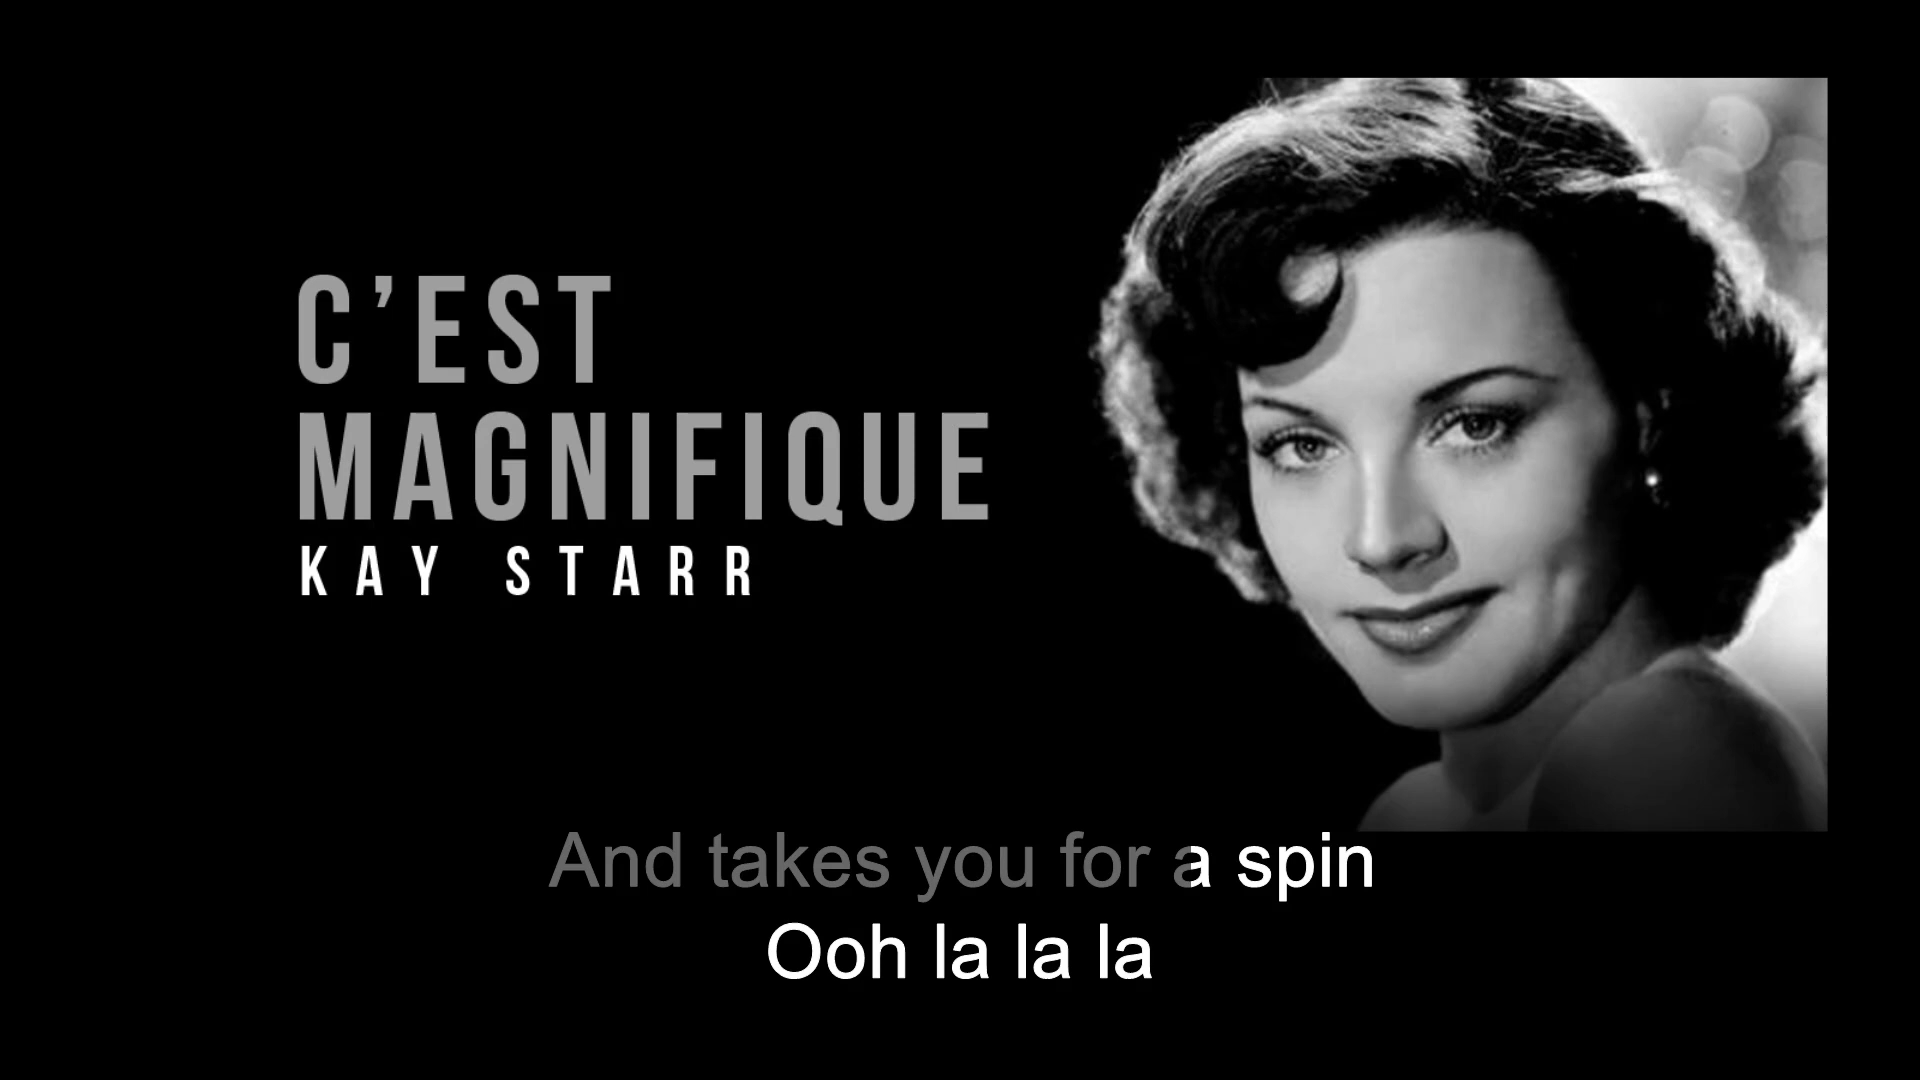 C’EST
MAGNIFIQUE
KAY STARR
And takes you for a spin
Ooh la la la